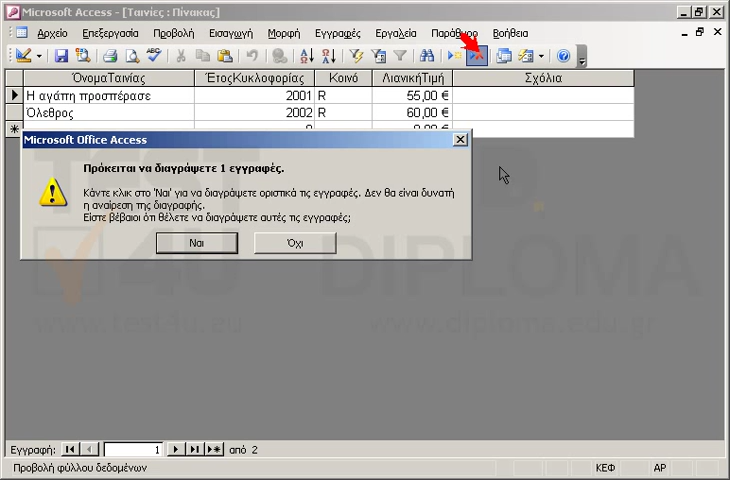 Microsoft Access - [Ταινίες : Πίνακας]
Αρχείο Επεξεργασία Προβολή Εισαγωγή Μορφή Εγγραφές Εργαλεία Παράθυρο Βοήθεια
ΌνομαΤαινίας ΈτοςΚυκλοφορίας Κοινό ΛιανικήΤιμή Σχόλια
Η αγάπη προσπέρασε 2001 R 55,00 €
Όλεθρος 2002 R 60,00 €
0 0,00 €
Microsoft Office Access
Πρόκειται να διαγράψετε 1 εγγραφές.
Κάντε κλικ στο 'Ναι' για να διαγράψετε οριστικά τις εγγραφές. Δεν θα είναι δυνατή
η αναίρεση της διαγραφής.
Είστε βέβαιοι ότι θέλετε να διαγράψετε αυτές τις εγγραφές;
Ναι Όχι
4U DIPLOMA
www.test4u.eu www.diploma.edu.gr
Εγγραφή: 1 από 2
Προβολή φύλλου δεδομένων ΚΕΦ ΑΡ